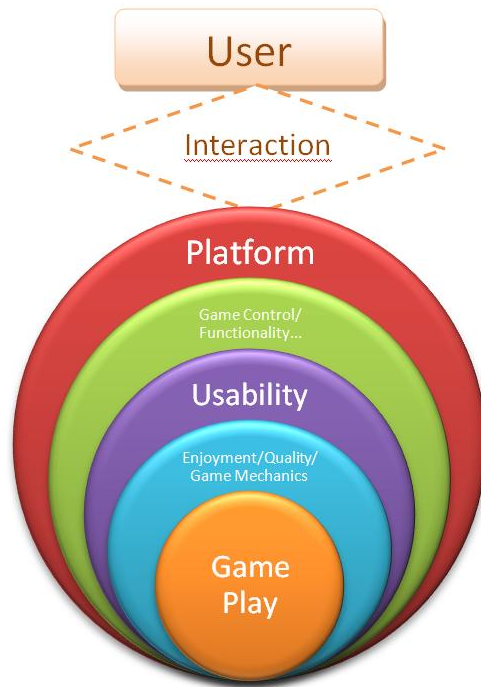 User
Interaction
Platform
Game Control/
Functionality...
Usability
Enjoyment/Quality/
Game Mechanics
Game
Play